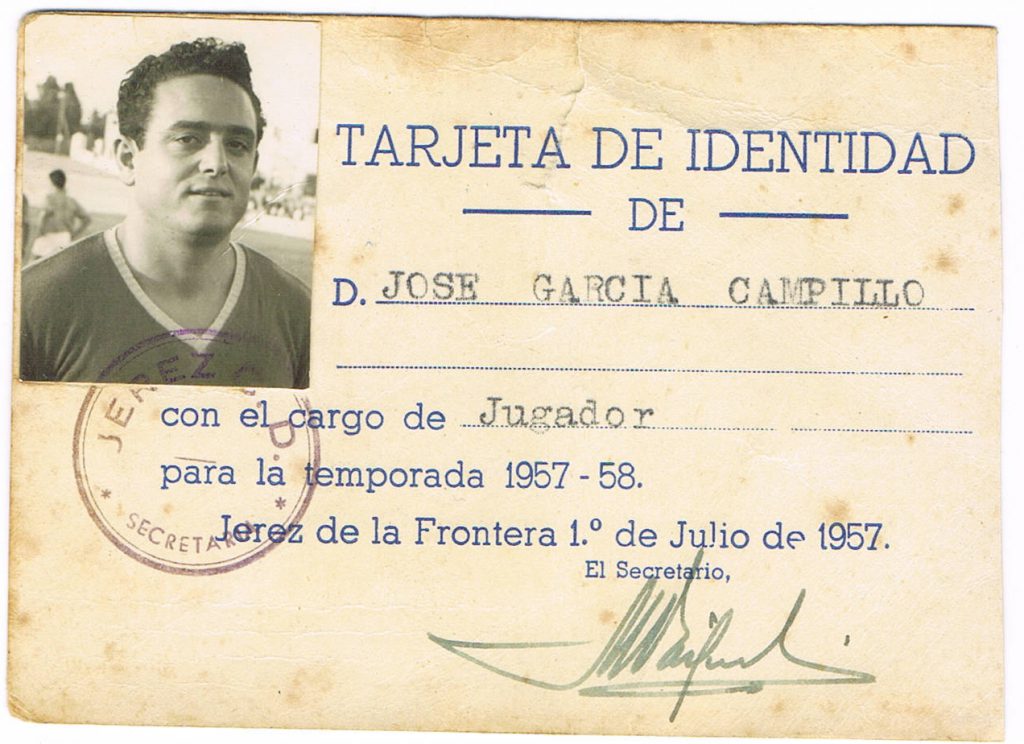 TARJETA DE IDENTIDAD
DE
D. JOSE GARCIA CAMPILLO
con el cargo de Jugador
para la temporada 1957-58.
Jerez de la Frontera 1.º de Julio de 1957.
El Secretario,
JEREZ C. D.
* SECRETARIA *